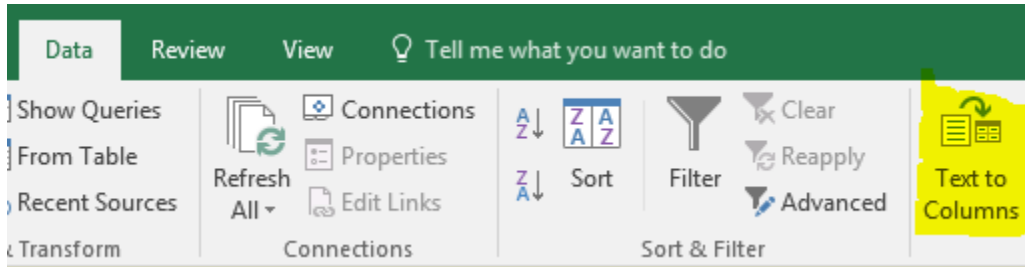 Data Review View Tell me what you want to do
Show Queries
From Table
Recent Sources
Transform
Refresh
All
Connections
Properties
Edit Links
Connections
A
Z
Z
A
Z A
A Z
Sort
Filter
Clear
Reapply
Advanced
Sort & Filter
Text to
Columns